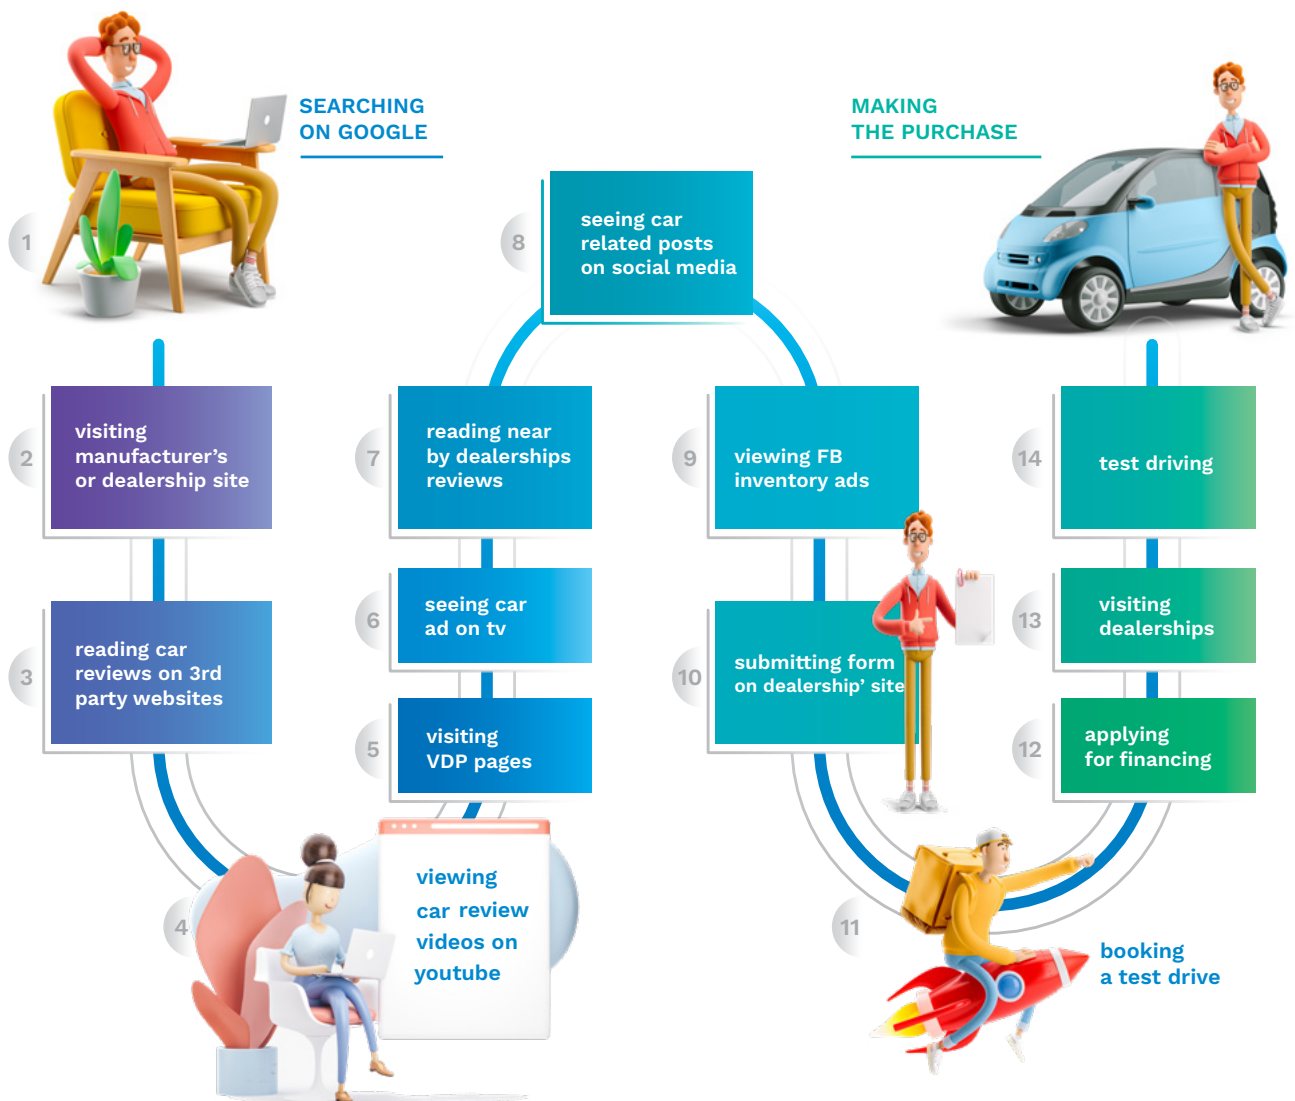 SEARCHING
ON GOOGLE
1
2
visiting
manufacturer's
or dealership site
3
reading car
reviews on 3rd
party websites
4
viewing
car review
videos on
youtube
5
visiting
VDP pages
6
seeing car
ad on tv
7
reading near
by dealerships
reviews
8
seeing car
related posts
on social media
9
viewing FB
inventory ads
10
submitting form
on dealership' site
11
booking
a test drive
12
applying
for financing
13
visiting
dealerships
14
test driving
MAKING
THE PURCHASE